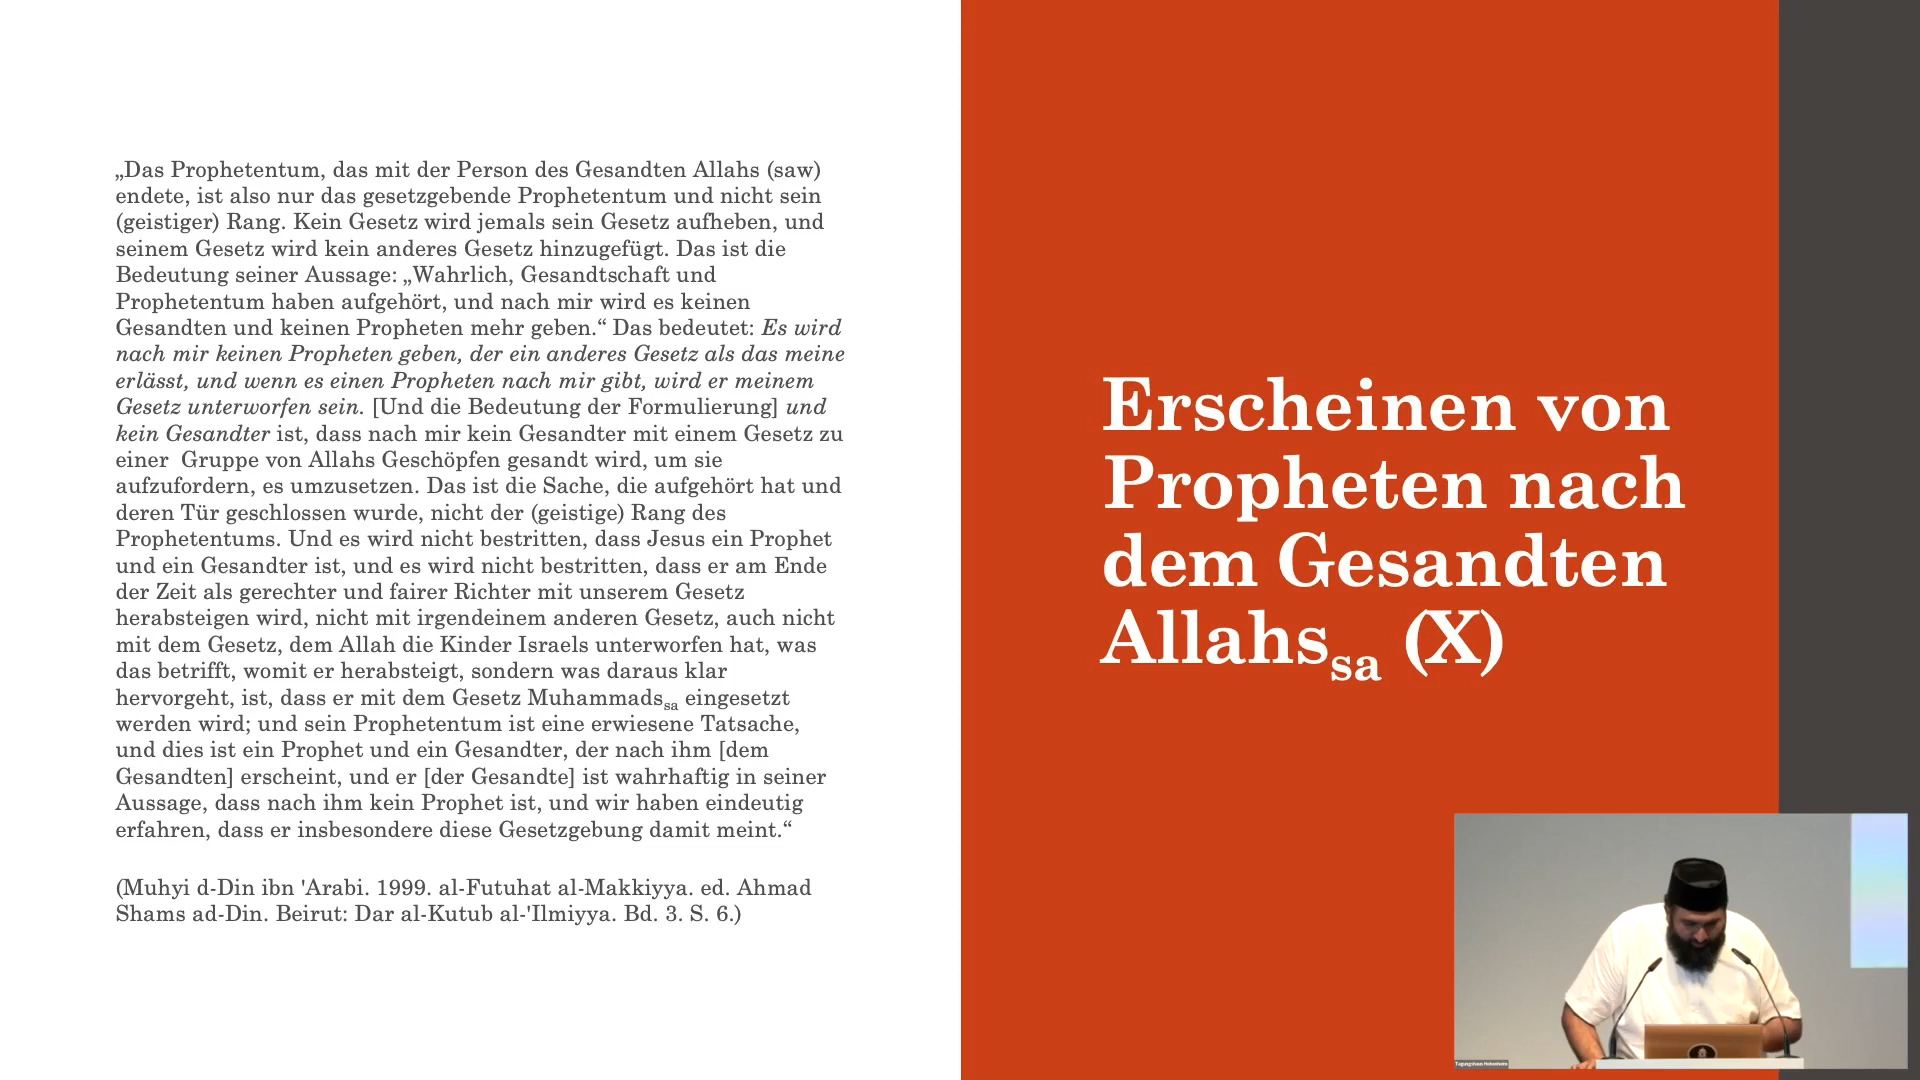 „Das Prophetentum, das mit der Person des Gesandten Allahs (saw)
endete, ist also nur das gesetzgebende Prophetentum und nicht sein
(geistiger) Rang. Kein Gesetz wird jemals sein Gesetz aufheben, und
seinem Gesetz wird kein anderes Gesetz hinzugefügt. Das ist die
Bedeutung seiner Aussage: „Wahrlich, Gesandtschaft und
Prophetentum haben aufgehört, und nach mir wird es keinen
Gesandten und keinen Propheten mehr geben.“ Das bedeutet: Es wird
nach mir keinen Propheten geben, der ein anderes Gesetz als das meine
erlässt, und wenn es einen Propheten nach mir gibt, wird er meinem
Gesetz unterworfen sein. [Und die Bedeutung der Formulierung] und
kein Gesandter ist, dass nach mir kein Gesandter mit einem Gesetz zu
einer  Gruppe von Allahs Geschöpfen gesandt wird, um sie
aufzufordern, es umzusetzen. Das ist die Sache, die aufgehört hat und
deren Tür geschlossen wurde, nicht der (geistige) Rang des
Prophetentums. Und es wird nicht bestritten, dass Jesus ein Prophet
und ein Gesandter ist, und es wird nicht bestritten, dass er am Ende
der Zeit als gerechter und fairer Richter mit unserem Gesetz
herabsteigen wird, nicht mit irgendeinem anderen Gesetz, auch nicht
mit dem Gesetz, dem Allah die Kinder Israels unterworfen hat, was
das betrifft, womit er herabsteigt, sondern was daraus klar
hervorgeht, ist, dass er mit dem Gesetz Muhammadssa eingesetzt
werden wird; und sein Prophetentum ist eine erwiesene Tatsache,
und dies ist ein Prophet und ein Gesandter, der nach ihm [dem
Gesandten] erscheint, und er [der Gesandte] ist wahrhaftig in seiner
Aussage, dass nach ihm kein Prophet ist, und wir haben eindeutig
erfahren, dass er insbesondere diese Gesetzgebung damit meint.“
(Muhyi d-Din ibn 'Arabi. 1999. al-Futuhat al-Makkiyya. ed. Ahmad
Shams ad-Din. Beirut: Dar al-Kutub al-'Ilmiyya. Bd. 3. S. 6.)
Erscheinen von
Propheten nach
dem Gesandten
Allahssa (X)
Tagungshaus Hohenheim